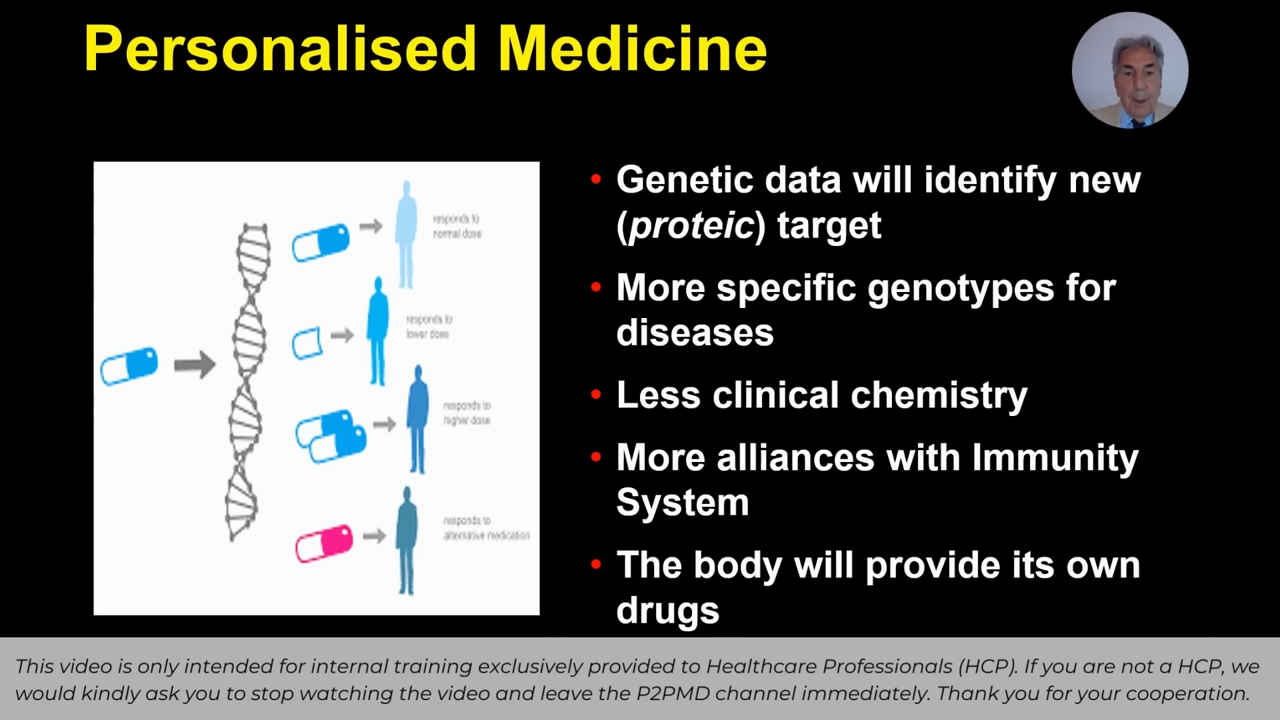 Personalised Medicine
responds to
normal dose
responds to
lower dose
responds to
higher dose
responds to
alternative medication
• Genetic data will identify new
(proteic) target
• More specific genotypes for
diseases
• Less clinical chemistry
• More alliances with Immunity
System
• The body will provide its own
drugs
This video is only intended for internal training exclusively provided to Healthcare Professionals (HCP). If you are not a HCP, we
would kindly ask you to stop watching the video and leave the P2PMD channel immediately. Thank you for your cooperation.